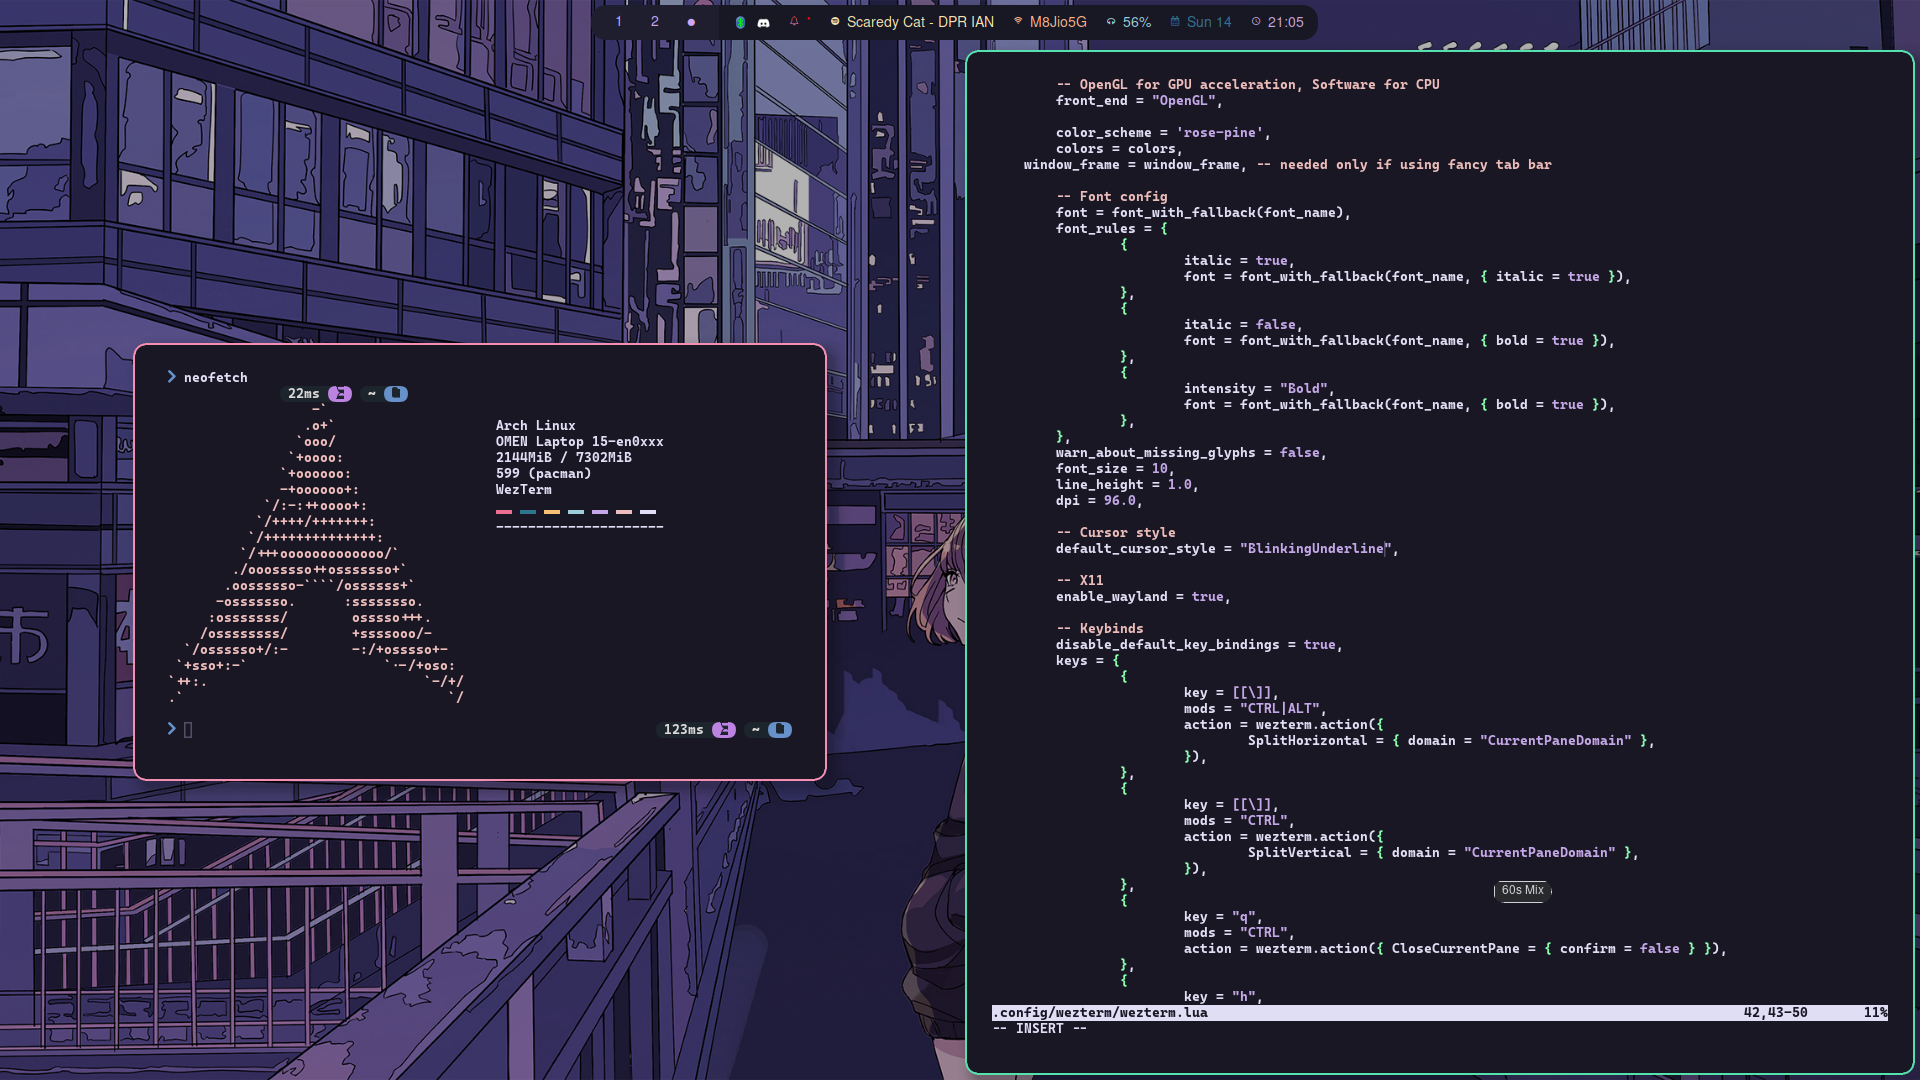 1 2 Scaredy Cat - DPR IAN M8Jio5G 56% Sun 14 21:05
neofetch
22ms ~
-`
.o+`
`ooo/
`+oooo:
`+oooooo:
-+oooooo+:
`/:-:++oooo+:
`/++++/+++++++:
`/++++++++++++++:
`/+++ooooooooooooo/`
./ooosssso++osssssso+`
.oossssso-````/ossssss+`
-osssssso. :ssssssso.
:osssssss/ osssso+++.
/ossssssss/ +ssssooo/-
`/ossssso+/:- -:/+osssso+-
`+sso+:-` `.-/+oso:
`++:. `-/+/
.` `/
Arch Linux
OMEN Laptop 15-en0xxx
2144MiB / 7302MiB
599 (pacman)
WezTerm
---------------------
123ms ~
あ
-- OpenGL for GPU acceleration, Software for CPU
front_end = "OpenGL",
color_scheme = 'rose-pine',
colors = colors,
window_frame = window_frame, -- needed only if using fancy tab bar
-- Font config
font = font_with_fallback(font_name),
font_rules = {
{
italic = true,
font = font_with_fallback(font_name, { italic = true }),
},
{
italic = false,
font = font_with_fallback(font_name, { bold = true }),
},
{
intensity = "Bold",
font = font_with_fallback(font_name, { bold = true }),
},
},
warn_about_missing_glyphs = false,
font_size = 10,
line_height = 1.0,
dpi = 96.0,
-- Cursor style
default_cursor_style = "BlinkingUnderline",
-- X11
enable_wayland = true,
-- Keybinds
disable_default_key_bindings = true,
keys = {
{
key = [[\]],
mods = "CTRL|ALT",
action = wezterm.action({
SplitHorizontal = { domain = "CurrentPaneDomain" },
}),
},
{
key = [[\]],
mods = "CTRL",
action = wezterm.action({
SplitVertical = { domain = "CurrentPaneDomain" },
}),
},
{
key = "q",
mods = "CTRL",
action = wezterm.action({ CloseCurrentPane = { confirm = false } }),
},
{
key = "h",
60s Mix
.config/wezterm/wezterm.lua 42,43-50 11%
-- INSERT --